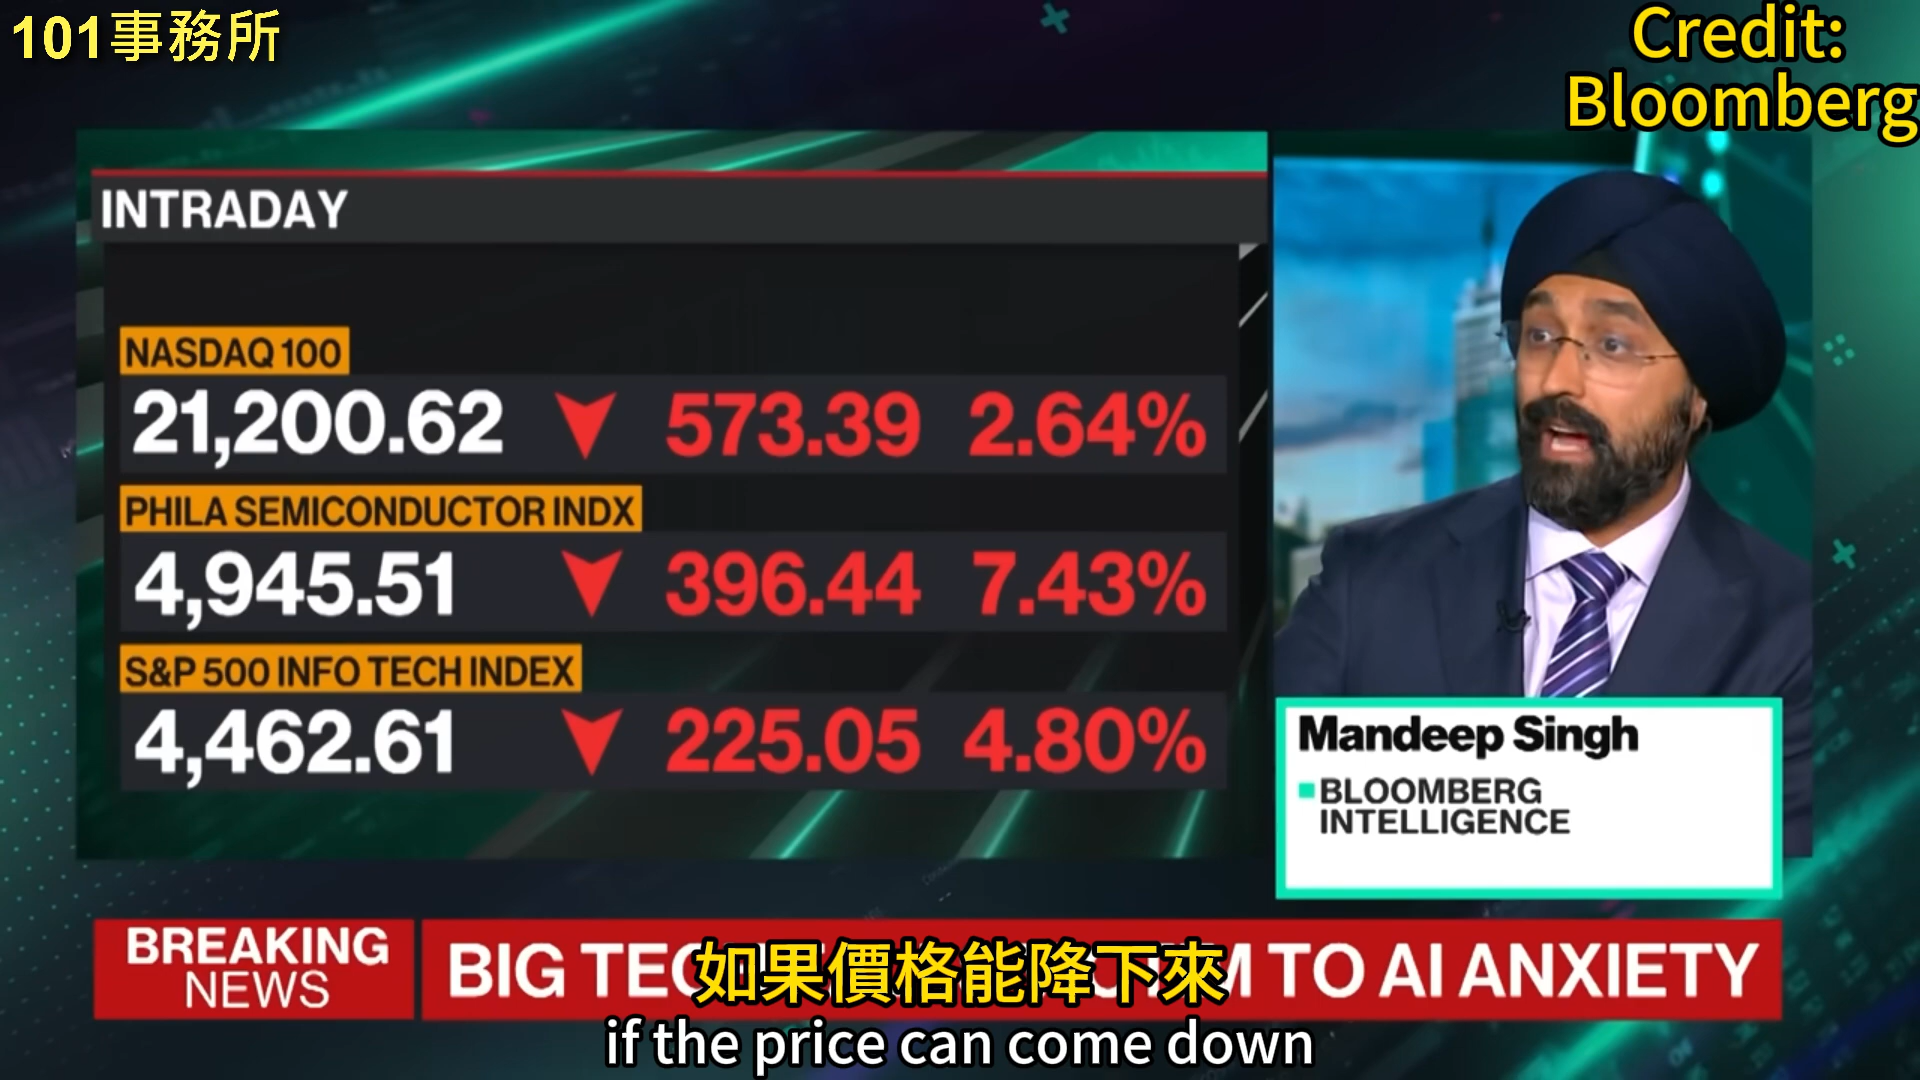 101事務所
Credit:
Bloomberg
INTRADAY
NASDAQ 100
21,200.62 ▼ 573.39 2.64%
PHILA SEMICONDUCTOR INDX
4,945.51 ▼ 396.44 7.43%
S&P 500 INFO TECH INDEX
4,462.61 ▼ 225.05 4.80%
Mandeep Singh
BLOOMBERG
INTELLIGENCE
BREAKING
NEWS
BIG TO AI ANXIETY
如果價格能降下來
if the price can come down